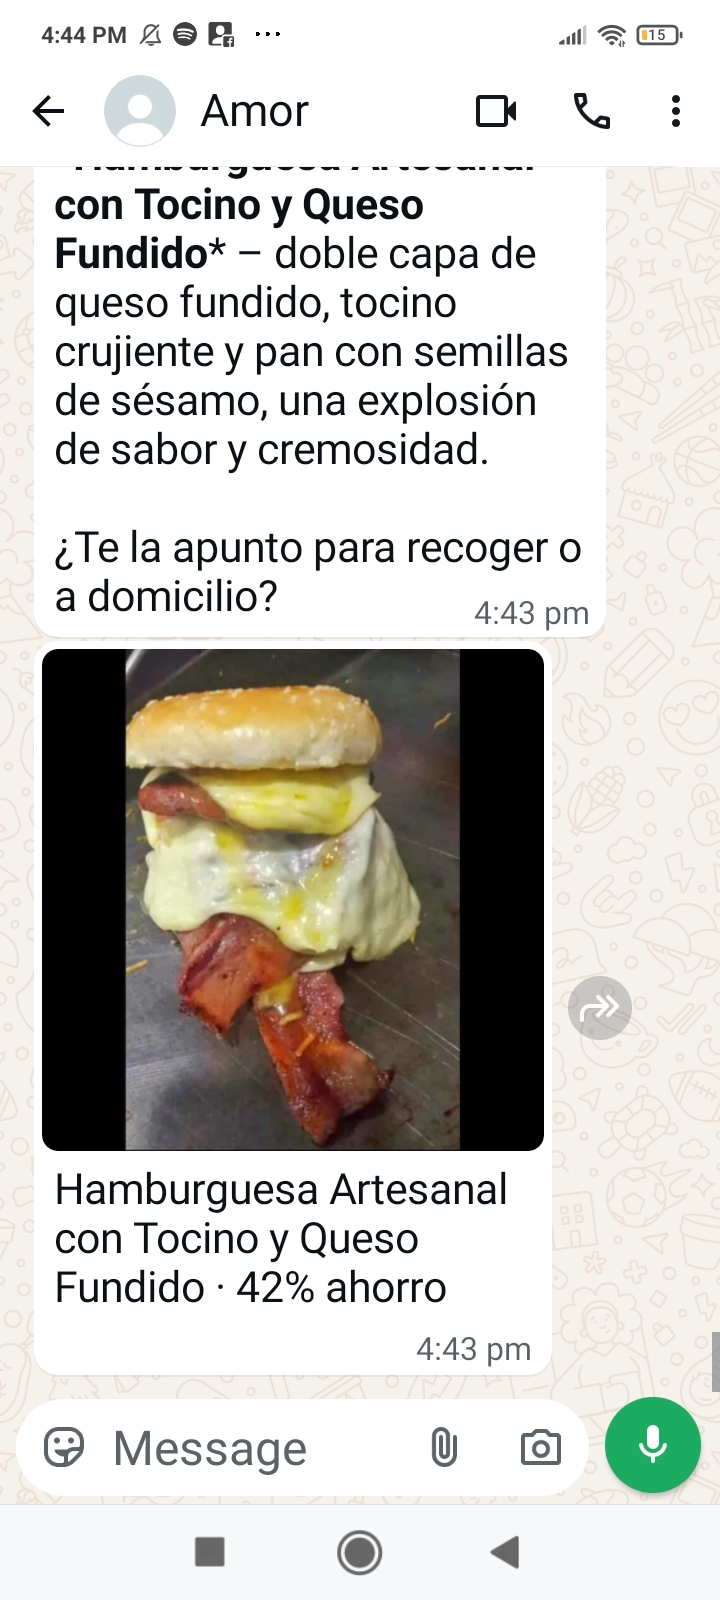 4:44 PM
15
Amor
*Hamburguesa Artesanal
con Tocino y Queso
Fundido* – doble capa de
queso fundido, tocino
crujiente y pan con semillas
de sésamo, una explosión
de sabor y cremosidad.
¿Te la apunto para recoger o
a domicilio?
4:43 pm
Hamburguesa Artesanal
con Tocino y Queso
Fundido · 42% ahorro
4:43 pm
Message